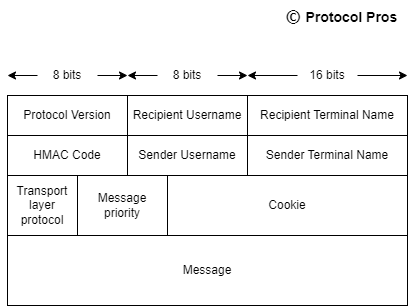 © Protocol Pros
8 bits 8 bits 16 bits
Protocol Version Recipient Username Recipient Terminal Name
HMAC Code Sender Username Sender Terminal Name
Transport
layer
protocol
Message
priority
Cookie
Message